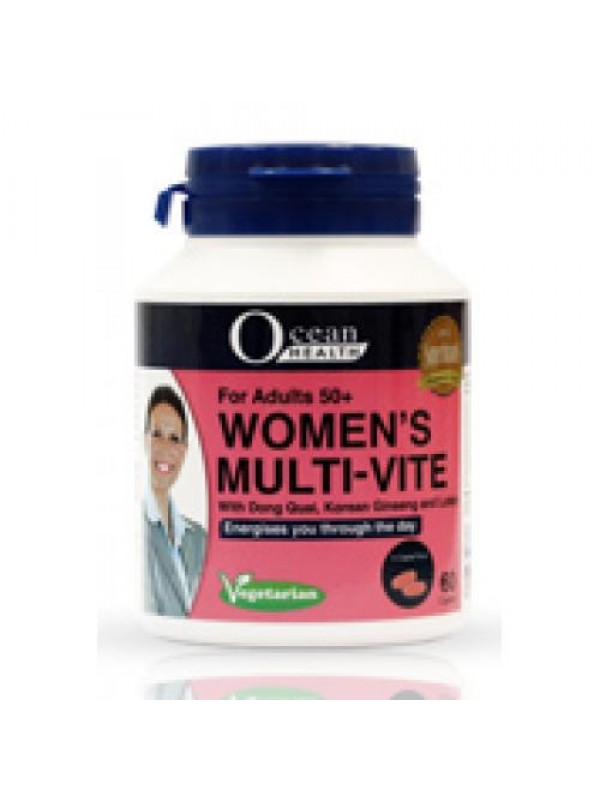 Ocean
HEALTH
For Adults 50+
WOMEN'S
MULTI-VITE
With Dong Quai, Korean Ginseng and
Energises you through the day
Vegetarian
60